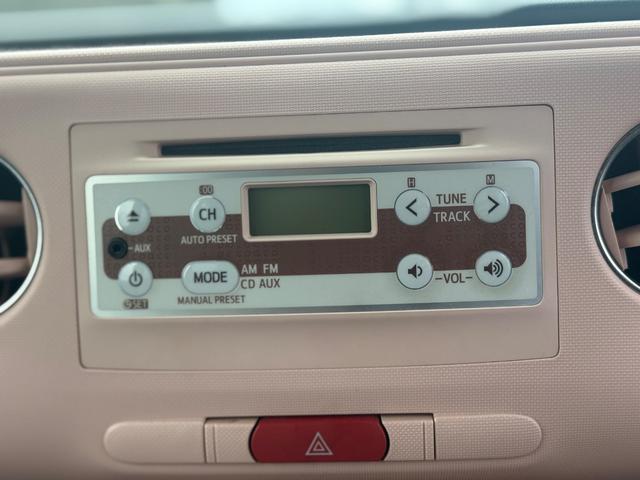 H
M
CH
AUTO PRESET
TUNE
TRACK
-AUX
MODE
AM FM
CD AUX
MANUAL PRESET
-VOL-
SET